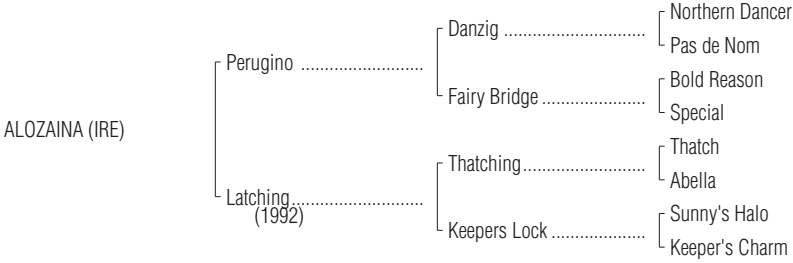 Northern Dancer
Danzig ..............................
Pas de Nom
Perugino .........................
Bold Reason
Fairy Bridge ......................
Special
ALOZAINA (IRE)
Thatch
Thatching..........................
Abella
Latching............................
(1992)
Sunny's Halo
Keepers Lock ....................
Keeper's Charm